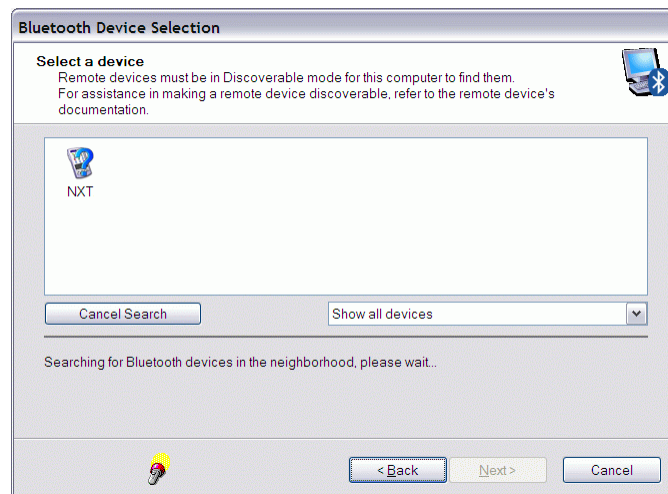 Bluetooth Device Selection
Select a device
Remote devices must be in Discoverable mode for this computer to find them.
For assistance in making a remote device discoverable, refer to the remote device's
documentation.
NXT
Cancel Search
Show all devices
Searching for Bluetooth devices in the neighborhood, please wait...
< Back
Next >
Cancel